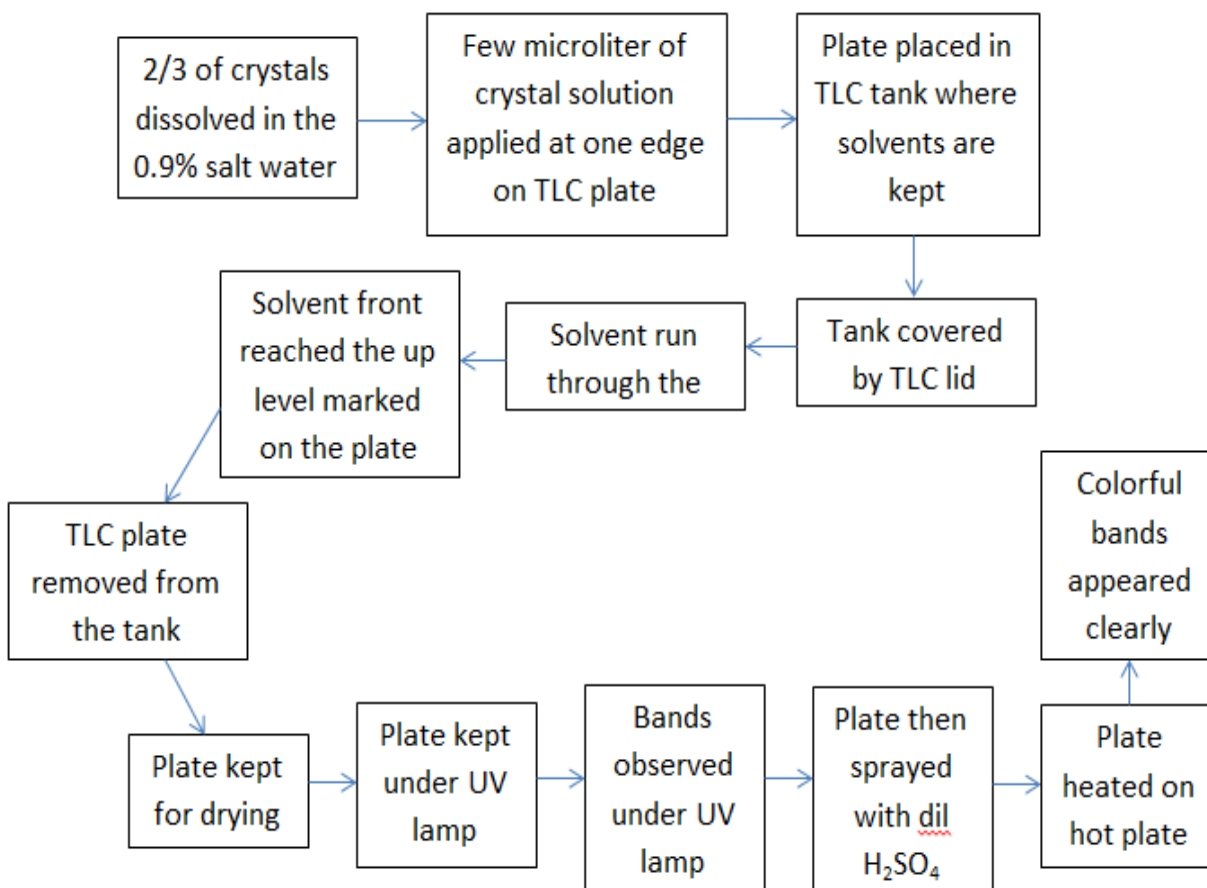 2/3 of crystals
dissolved in the
0.9% salt water
Few microliter of
crystal solution
applied at one edge
on TLC plate
Plate placed in
TLC tank where
solvents are
kept
Tank covered
by TLC lid
Solvent run
through the
Solvent front
reached the up
level marked
on the plate
TLC plate
removed from
the tank
Plate kept
for drying
Plate kept
under UV
lamp
Bands
observed
under UV
lamp
Plate then
sprayed
with dil
H₂SO₄
Plate
heated on
hot plate
Colorful
bands
appeared
clearly